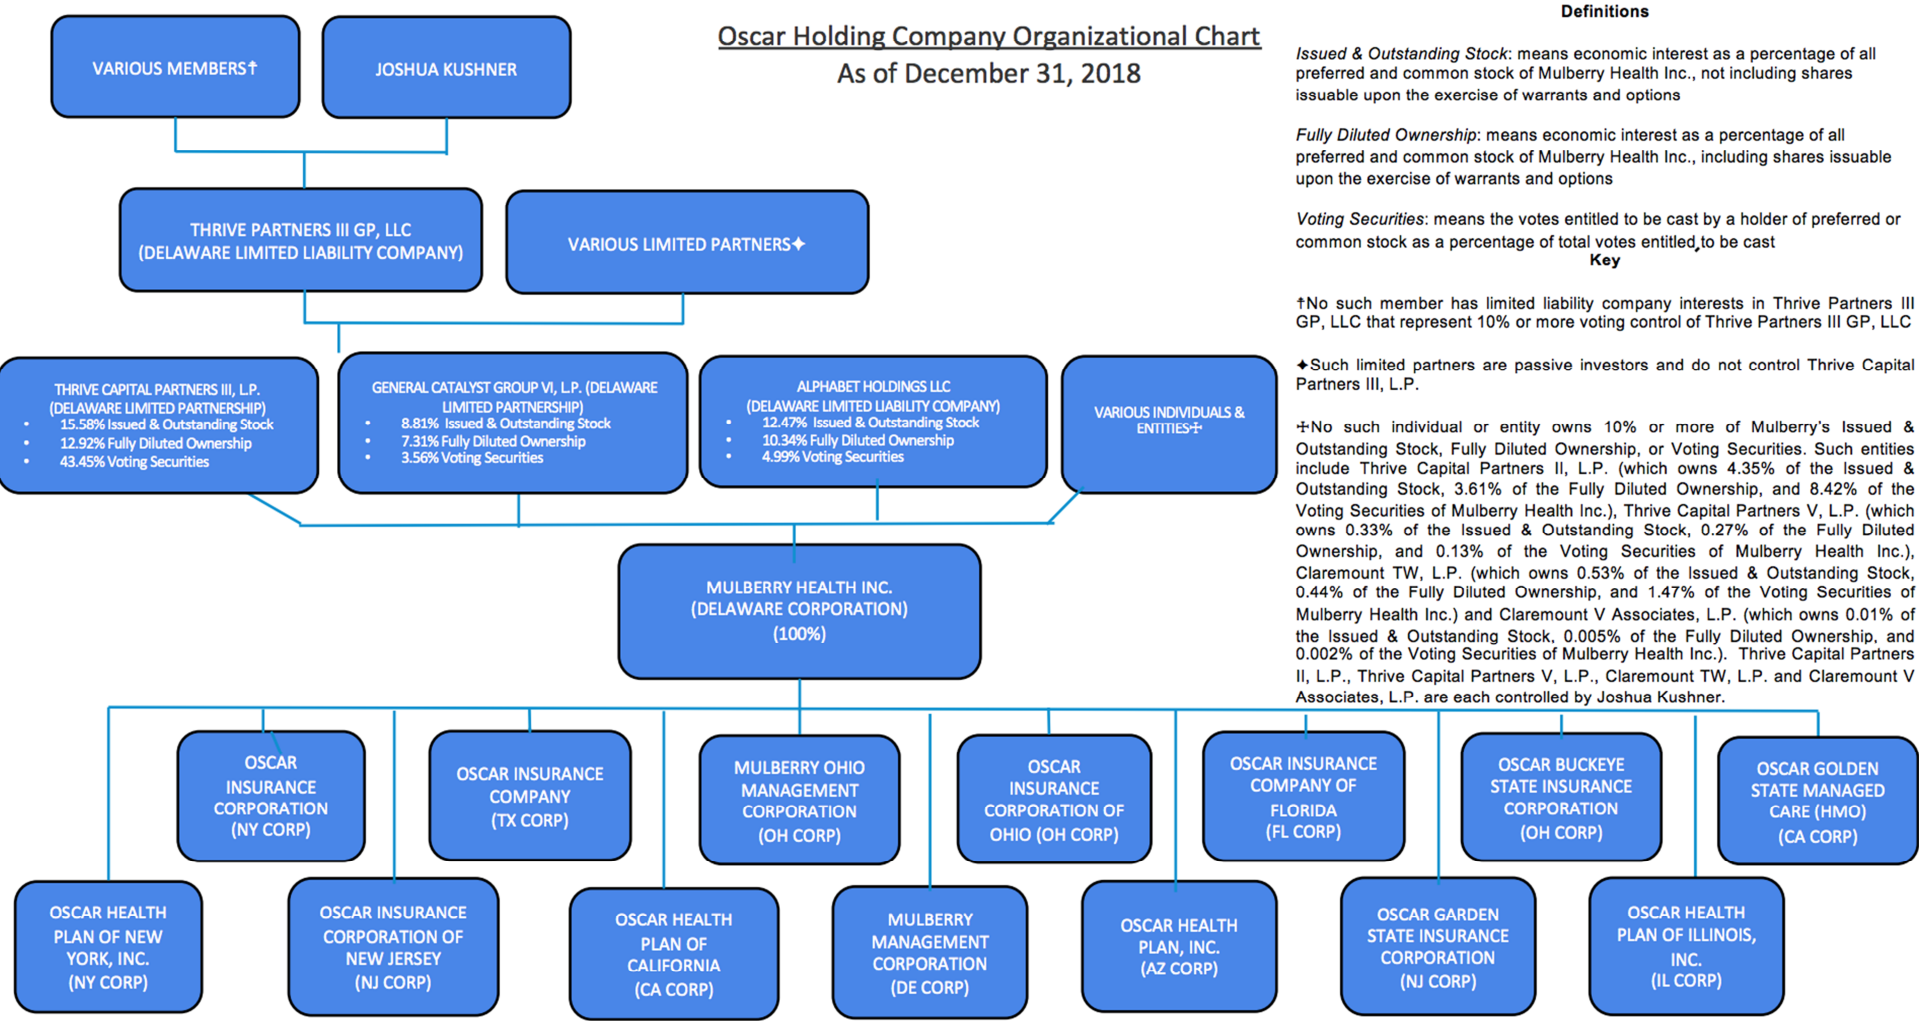 Oscar Holding Company Organizational Chart
As of December 31, 2018
VARIOUS MEMBERS☨
JOSHUA KUSHNER
THRIVE PARTNERS III GP, LLC
(DELAWARE LIMITED LIABILITY COMPANY)
VARIOUS LIMITED PARTNERS✦
THRIVE CAPITAL PARTNERS III, L.P.
(DELAWARE LIMITED PARTNERSHIP)
• 15.58% Issued & Outstanding Stock
• 12.92% Fully Diluted Ownership
• 43.45% Voting Securities
GENERAL CATALYST GROUP VI, L.P. (DELAWARE
LIMITED PARTNERSHIP)
• 8.81% Issued & Outstanding Stock
• 7.31% Fully Diluted Ownership
• 3.56% Voting Securities
ALPHABET HOLDINGS LLC
(DELAWARE LIMITED LIABILITY COMPANY)
• 12.47% Issued & Outstanding Stock
• 10.34% Fully Diluted Ownership
• 4.99% Voting Securities
VARIOUS INDIVIDUALS &
ENTITIES☩
MULBERRY HEALTH INC.
(DELAWARE CORPORATION)
(100%)
OSCAR
INSURANCE
CORPORATION
(NY CORP)
OSCAR INSURANCE
COMPANY
(TX CORP)
MULBERRY OHIO
MANAGEMENT
CORPORATION
(OH CORP)
OSCAR
INSURANCE
CORPORATION OF
OHIO (OH CORP)
OSCAR INSURANCE
COMPANY OF
FLORIDA
(FL CORP)
OSCAR BUCKEYE
STATE INSURANCE
CORPORATION
(OH CORP)
OSCAR GOLDEN
STATE MANAGED
CARE (HMO)
(CA CORP)
OSCAR HEALTH
PLAN OF NEW
YORK, INC.
(NY CORP)
OSCAR INSURANCE
CORPORATION OF
NEW JERSEY
(NJ CORP)
OSCAR HEALTH
PLAN OF
CALIFORNIA
(CA CORP)
MULBERRY
MANAGEMENT
CORPORATION
(DE CORP)
OSCAR HEALTH
PLAN, INC.
(AZ CORP)
OSCAR GARDEN
STATE INSURANCE
CORPORATION
(NJ CORP)
OSCAR HEALTH
PLAN OF ILLINOIS,
INC.
(IL CORP)
Definitions
Issued & Outstanding Stock: means economic interest as a percentage of all
preferred and common stock of Mulberry Health Inc., not including shares
issuable upon the exercise of warrants and options
Fully Diluted Ownership: means economic interest as a percentage of all
preferred and common stock of Mulberry Health Inc., including shares issuable
upon the exercise of warrants and options
Voting Securities: means the votes entitled to be cast by a holder of preferred or
common stock as a percentage of total votes entitled to be cast
Key
☨No such member has limited liability company interests in Thrive Partners III
GP, LLC that represent 10% or more voting control of Thrive Partners III GP, LLC
✦Such limited partners are passive investors and do not control Thrive Capital
Partners III, L.P.
☩No such individual or entity owns 10% or more of Mulberry's Issued &
Outstanding Stock, Fully Diluted Ownership, or Voting Securities. Such entities
include Thrive Capital Partners II, L.P. (which owns 4.35% of the Issued &
Outstanding Stock, 3.61% of the Fully Diluted Ownership, and 8.42% of the
Voting Securities of Mulberry Health Inc.), Thrive Capital Partners V, L.P. (which
owns 0.33% of the Issued & Outstanding Stock, 0.27% of the Fully Diluted
Ownership, and 0.13% of the Voting Securities of Mulberry Health Inc.),
Claremount TW, L.P. (which owns 0.53% of the Issued & Outstanding Stock,
0.44% of the Fully Diluted Ownership, and 1.47% of the Voting Securities of
Mulberry Health Inc.) and Claremount V Associates, L.P. (which owns 0.01% of
the Issued & Outstanding Stock, 0.005% of the Fully Diluted Ownership, and
0.002% of the Voting Securities of Mulberry Health Inc.). Thrive Capital Partners
II, L.P., Thrive Capital Partners V, L.P., Claremount TW, L.P. and Claremount V
Associates, L.P. are each controlled by Joshua Kushner.